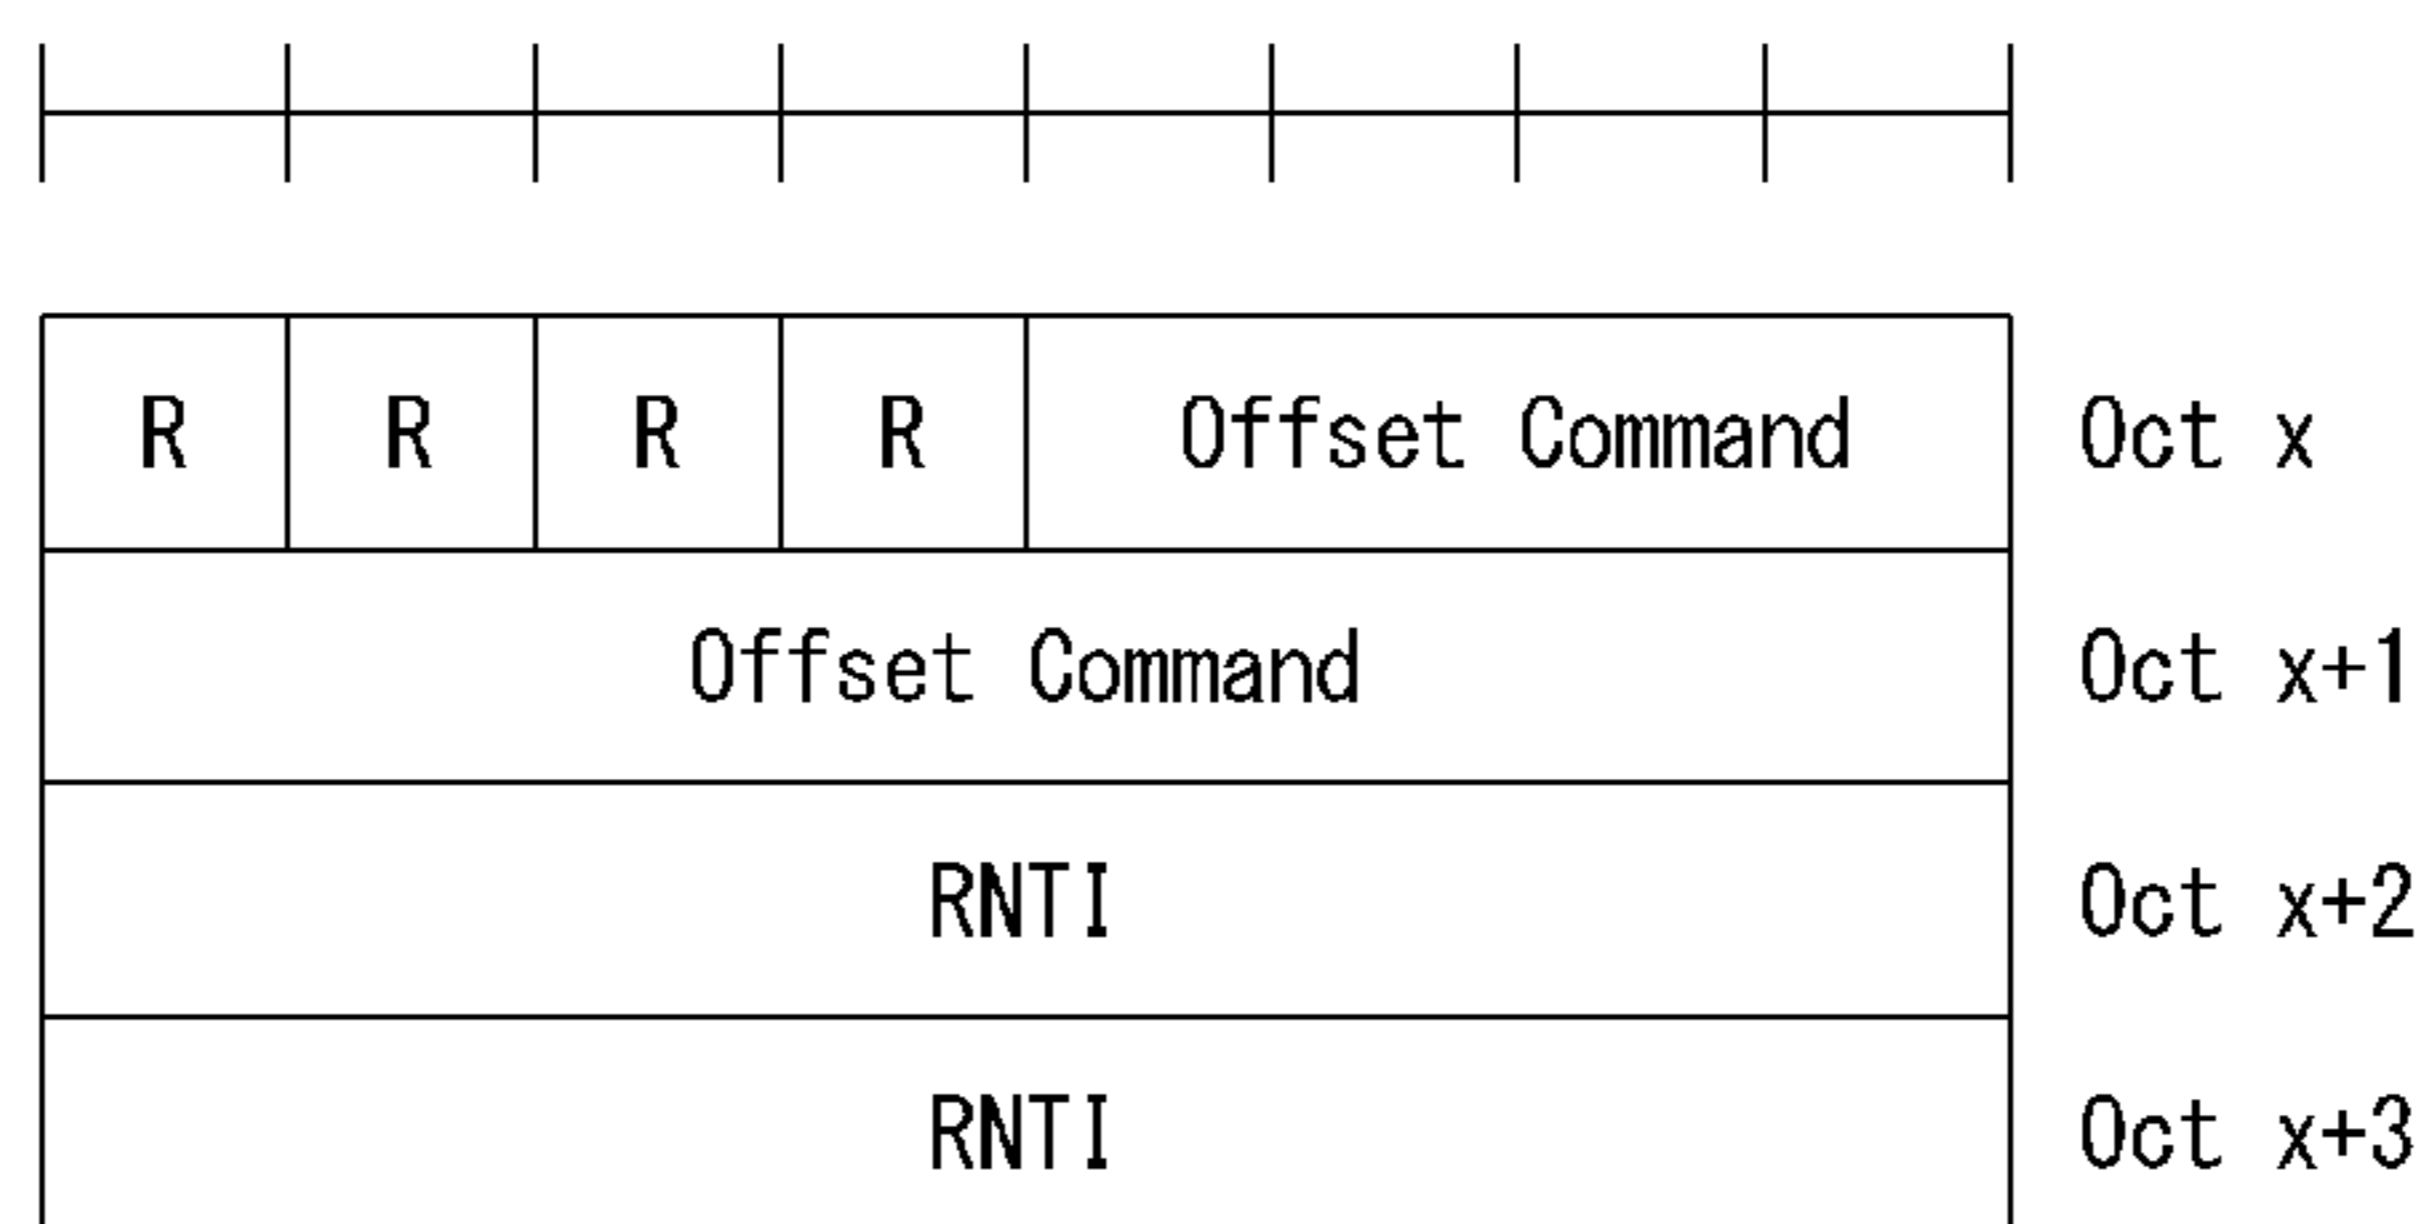 R R R R Offset Command Oct x
Offset Command Oct x+1
RNTI Oct x+2
RNTI Oct x+3